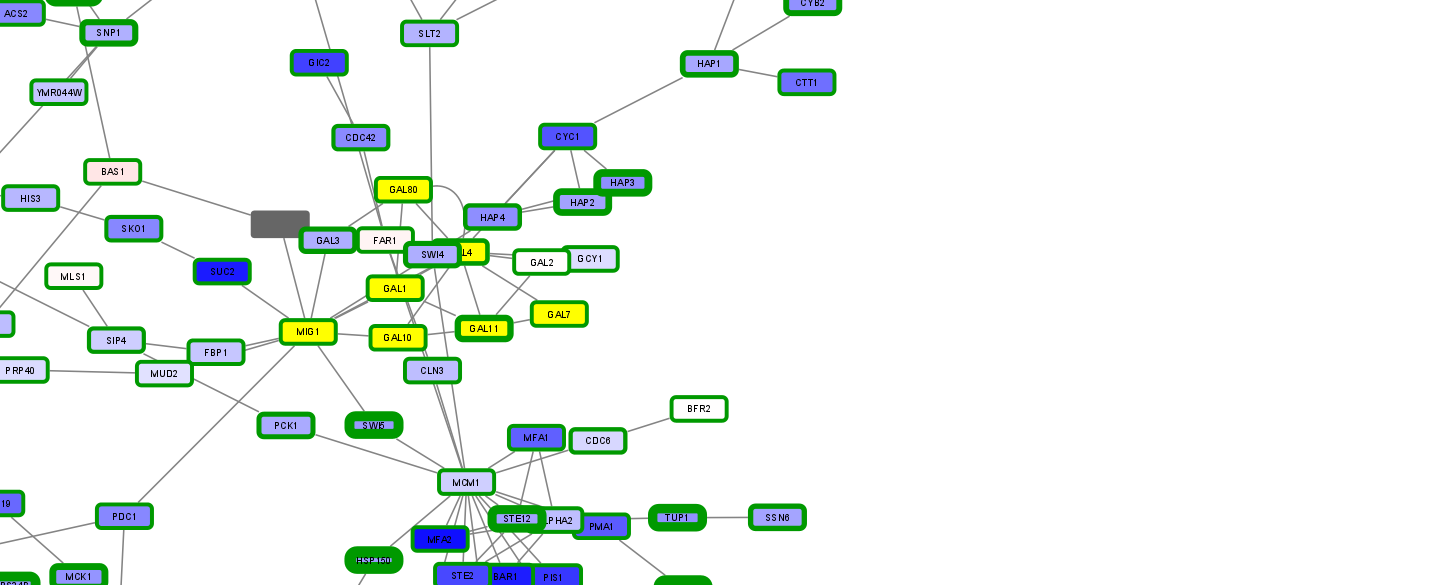 ACS2
CYB2
SNP1
SLT2
GIC2
HAP1
CTT1
YMR044W
CDC42
CYC1
BAS1
HAP3
GAL80
HIS3
HAP2
HAP4
SKO1
GAL3
FAR1
SWI4
L4
GAL2
GCY1
SUC2
MLS1
GAL1
GAL7
MIG1
GAL11
GAL10
SIP4
FBP1
PRP40
MUD2
CLN3
BFR2
PCK1
SWI5
MFA1
CDC6
MCM1
19
PDC1
STE12
LPHA2
PMA1
TUP1
SSN6
MFA2
HSP150
MCK1
STE2
BAR1
PIS1